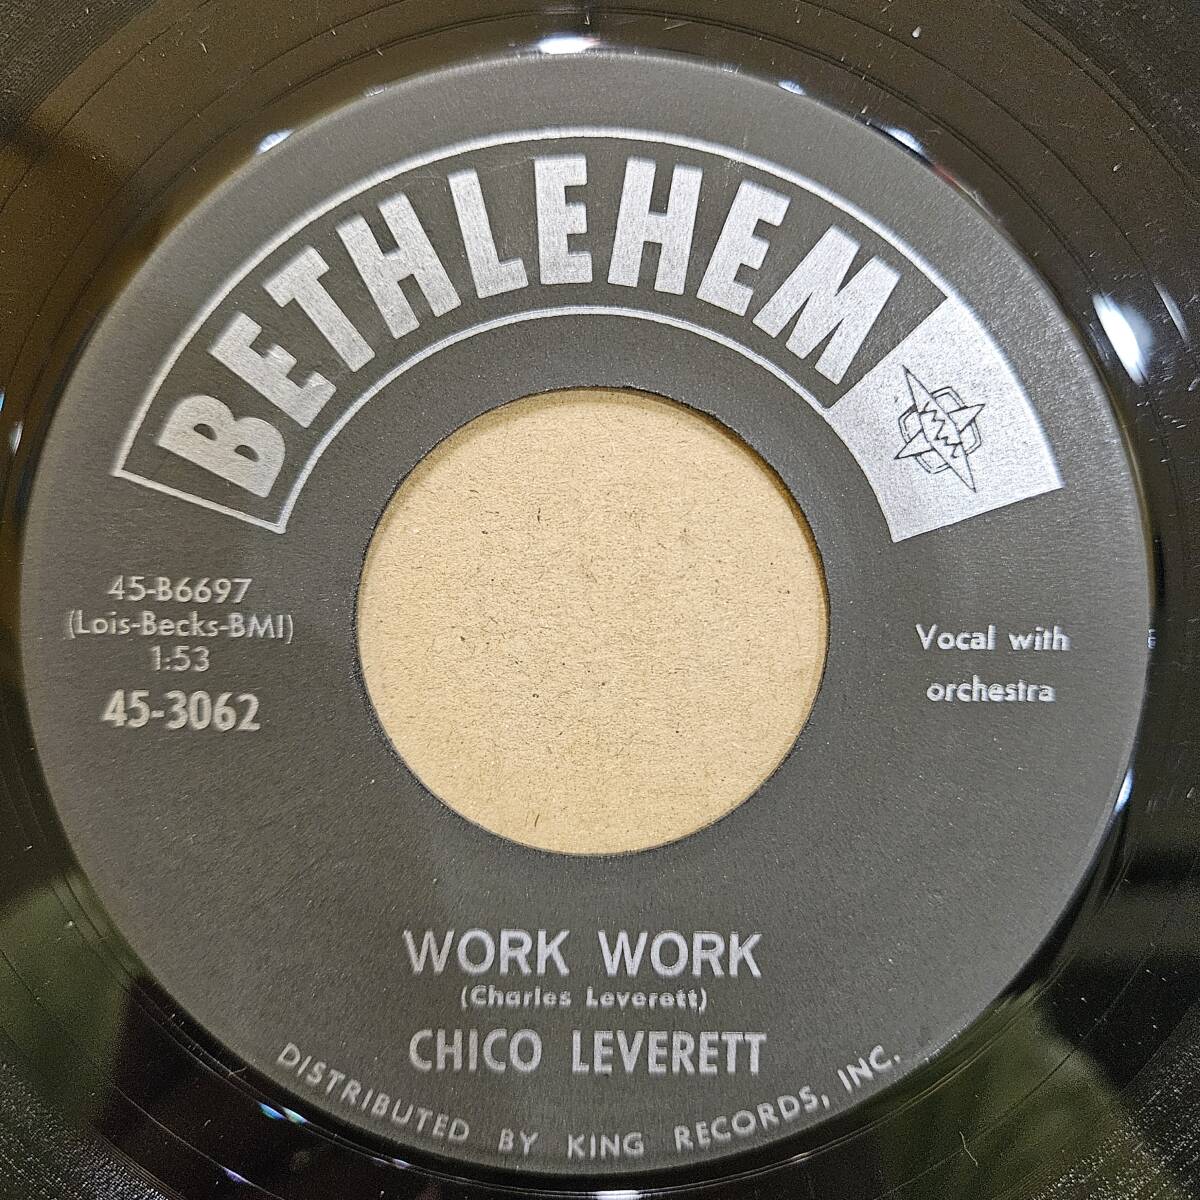 BETHLEHEM
45-B6697
(Lois-Becks-BMI)
1:53
45-3062
Vocal with
orchestra
WORK WORK
(Charles Leverett)
CHICO LEVERETT
DISTRIBUTED BY KING RECORDS, INC.